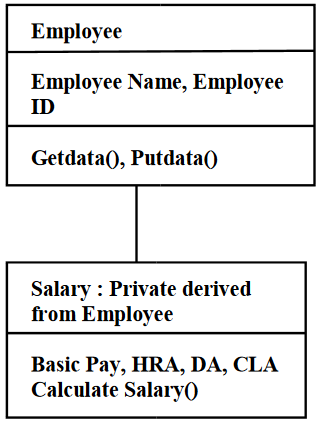 Employee
Employee Name, Employee
ID
Getdata(), Putdata()
Salary : Private derived
from Employee
Basic Pay, HRA, DA, CLA
Calculate Salary()